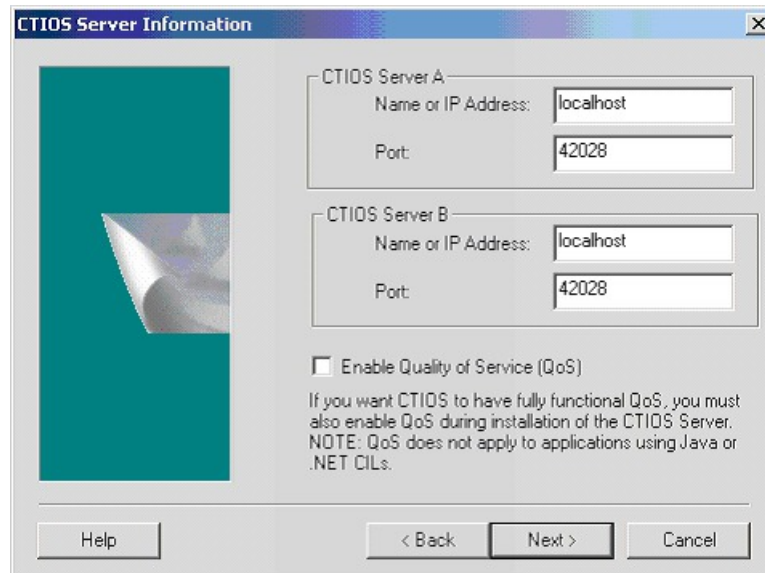 CTIOS Server Information
CTIOS Server A
Name or IP Address: localhost
Port: 42028
CTIOS Server B
Name or IP Address: localhost
Port: 42028
Enable Quality of Service (QoS)
If you want CTIOS to have fully functional QoS, you must
also enable QoS during installation of the CTIOS Server.
NOTE: QoS does not apply to applications using Java or
.NET CILs.
Help
< Back
Next >
Cancel